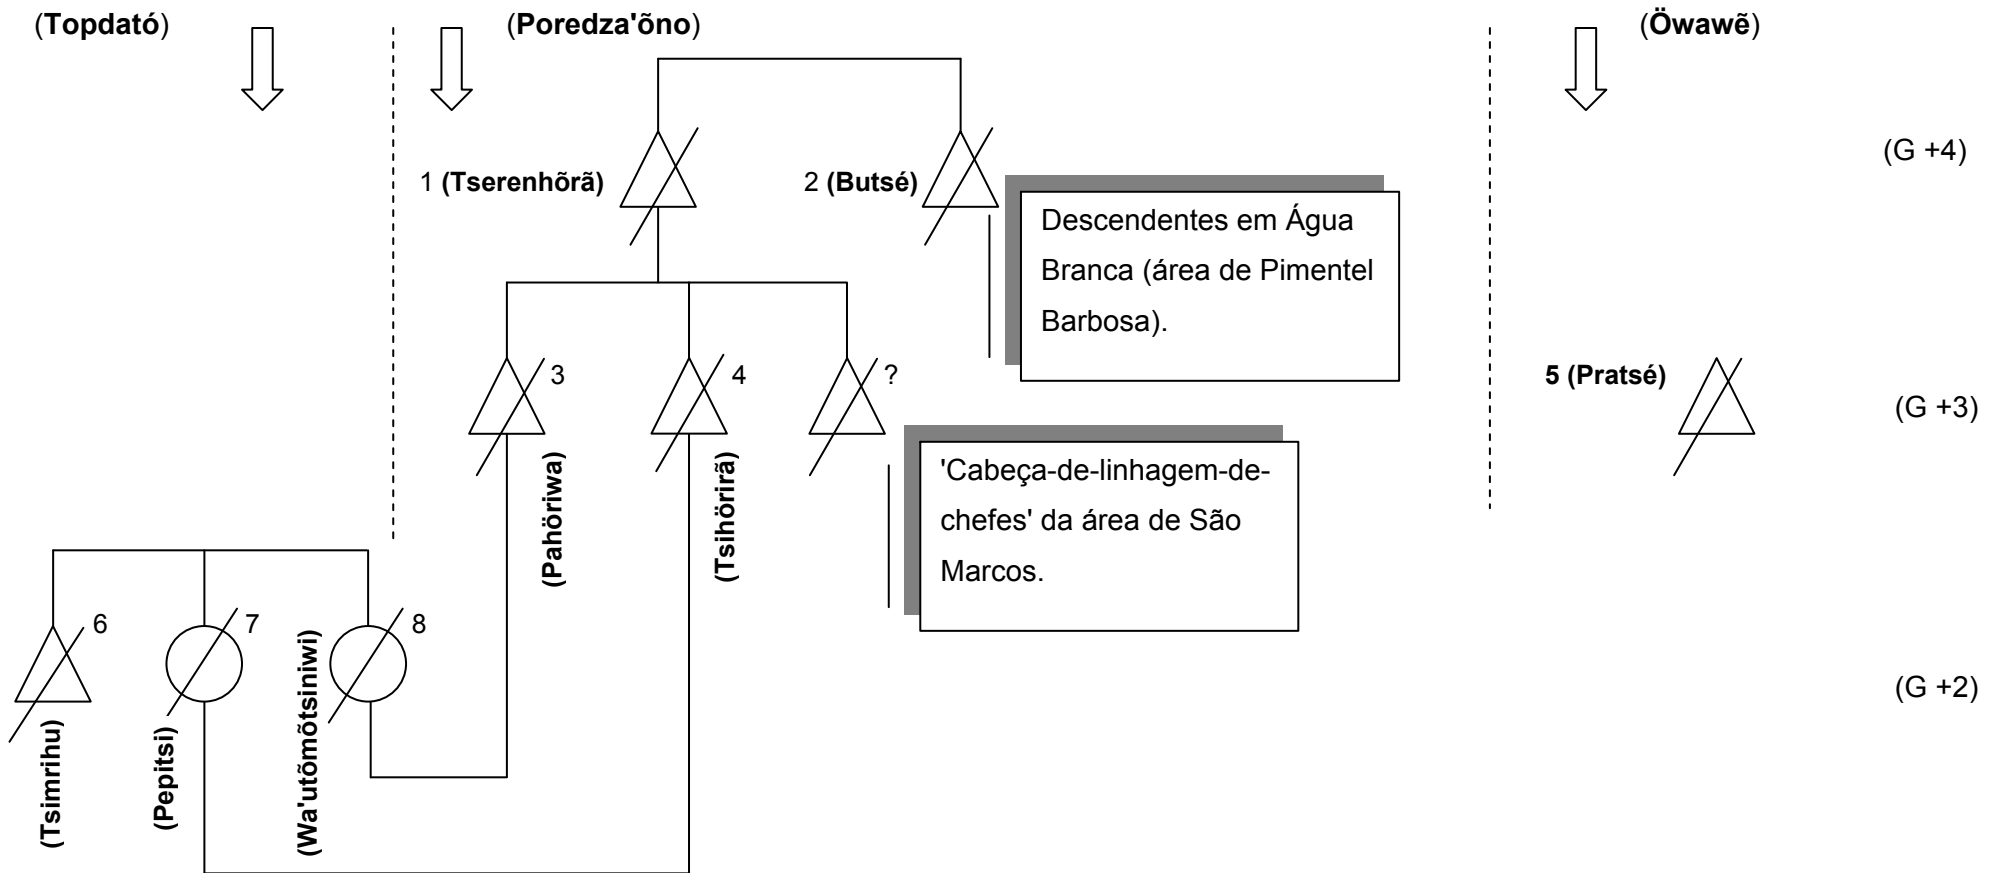 (Topdató)
(Poredza'õno)
(Öwawẽ)
(G +4)
1 (Tserenhõrã)
2 (Butsé)
Descendentes em Água
Branca (área de Pimentel
Barbosa).
3
4
?
5 (Pratsé)
(G +3)
(Pahöriwa)
(Tsihörirã)
'Cabeça-de-linhagem-de-
chefes' da área de São
Marcos.
6
7
8
(G +2)
(Tsimrihu)
(Pepitsi)
(Wa'utõmõtsiniwi)